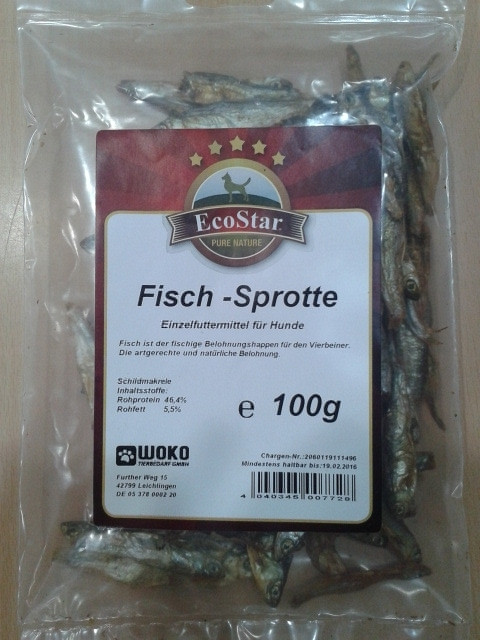 EcoStar
PURE NATURE
Fisch -Sprotte
Einzelfuttermittel für Hunde
Fisch ist der fischige Belohnungshappen für den Vierbeiner.
Die artgerechte und natürliche Belohnung.
Schildmakrele
Inhaltsstoffe:
Rohprotein 46,4%
Rohfett 5,5%
e 100g
WOKO
TIERBEDARF GMBH
Further Weg 15
42799 Leichlingen
DE 05 378 0002 20
Chargen-Nr.:2060119111496
Mindestens haltbar bis:19.02.2016
4 040345 007728